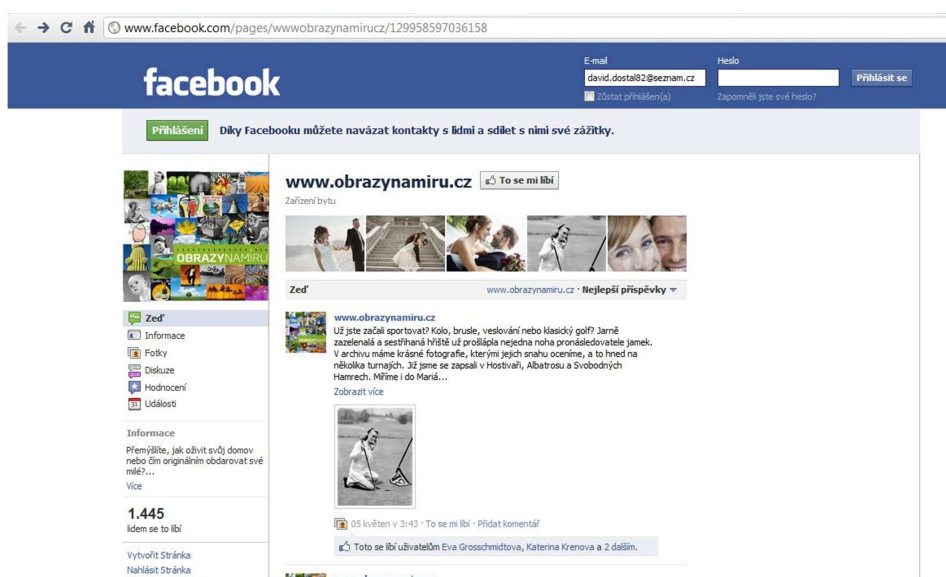 www.facebook.com/pages/wwwobrazynamirucz/129958597036158
facebook
E-mail
Heslo
david.dostal82@seznam.cz
Přihlásit se
Zůstat přihlášen(a)
Zapomněli jste své heslo?
Přihlášení
Díky Facebooku můžete navázat kontakty s lidmi a sdílet s nimi své zážitky.
OBRAZYNAMIRU
www.obrazynamiru.cz
To se mi líbí
Zařízení bytu
Zeď
www.obrazynamiru.cz · Nejlepší příspěvky
Zeď
Informace
Fotky
Diskuze
Hodnocení
31 Události
Informace
Přemýšlíte, jak oživit svůj domov
nebo čím originálním obdarovat své
milé?...
Více
1.445
lidem se to líbí
Vytvořit Stránka
Nahlásit Stránka
www.obrazynamiru.cz
Už jste začali sportovat? Kolo, brusle, veslování nebo klasický golf? Jarně
zazelenalá a sestříhaná hřiště už prošlápla nejedna noha pronásledovatele jamek.
V archivu máme krásné fotografie, kterými jejich snahu oceníme, a to hned na
několika turnajích. Již jsme se zapsali v Hostivaři, Albatrosu a Svobodných
Hamrech. Míříme i do Mariá...
Zobrazit více
05 květen v 3:43 · To se mi líbí · Přidat komentář
Toto se líbí uživatelům Eva Grosschmidtova, Katerina Krenova a 2 dalším.